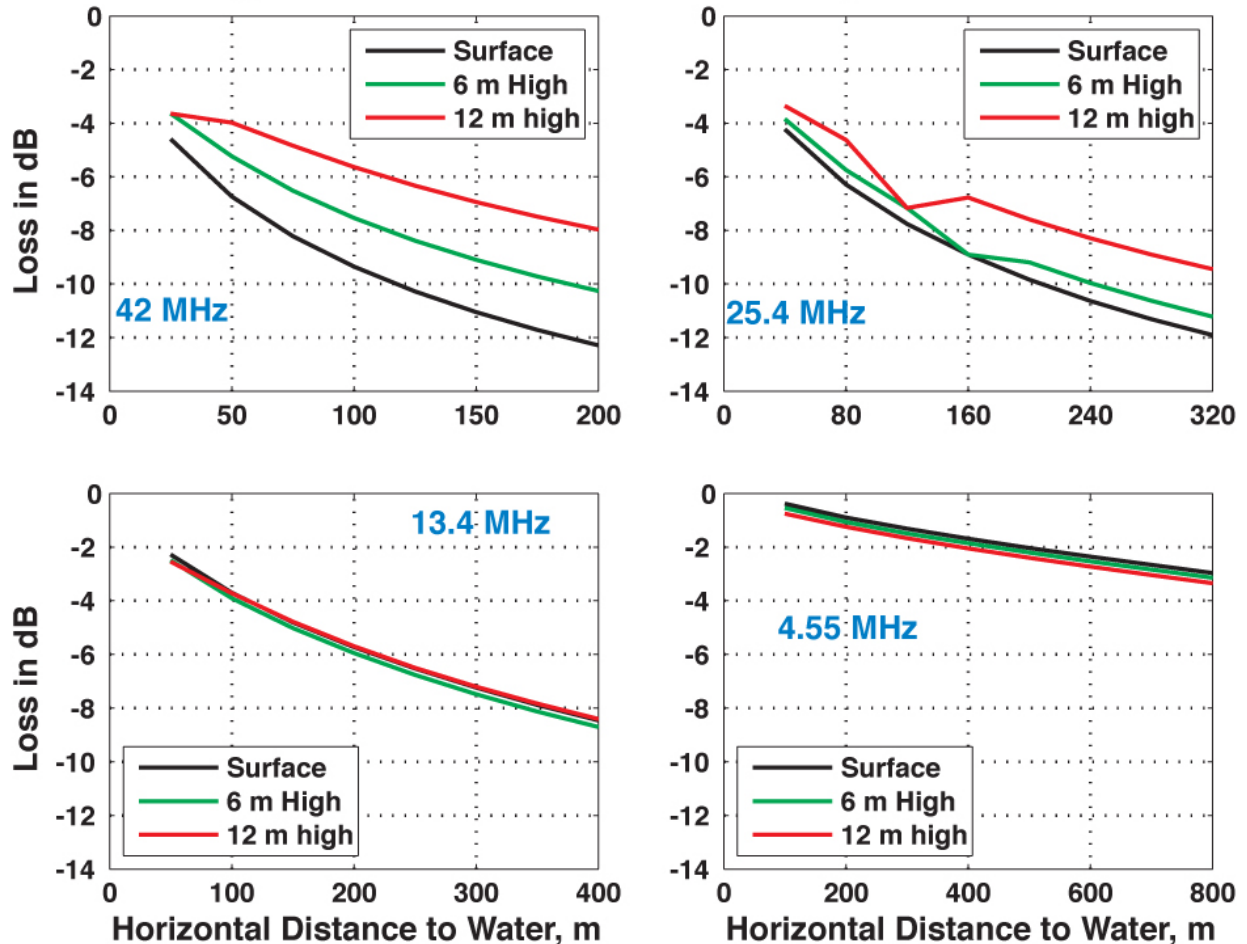 0
-2
-4
-6
-8
-10
-12
-14
Loss in dB
Surface
6 m High
12 m high
42 MHz
0 50 100 150 200
0
-2
-4
-6
-8
-10
-12
-14
Surface
6 m High
12 m high
25.4 MHz
0 80 160 240 320
0
-2
-4
-6
-8
-10
-12
-14
Loss in dB
13.4 MHz
Surface
6 m High
12 m high
0 100 200 300 400
Horizontal Distance to Water, m
0
-2
-4
-6
-8
-10
-12
-14
4.55 MHz
Surface
6 m High
12 m high
0 200 400 600 800
Horizontal Distance to Water, m